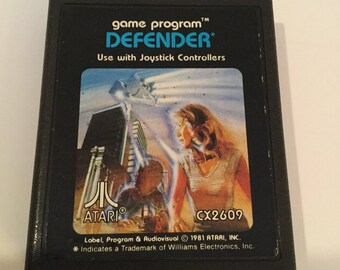 game program™
DEFENDER*
Use with Joystick Controllers
ATARI®
CX2609
Label, Program & Audiovisual © 1981 ATARI, INC.
* Indicates a Trademark of Williams Electronics, Inc.